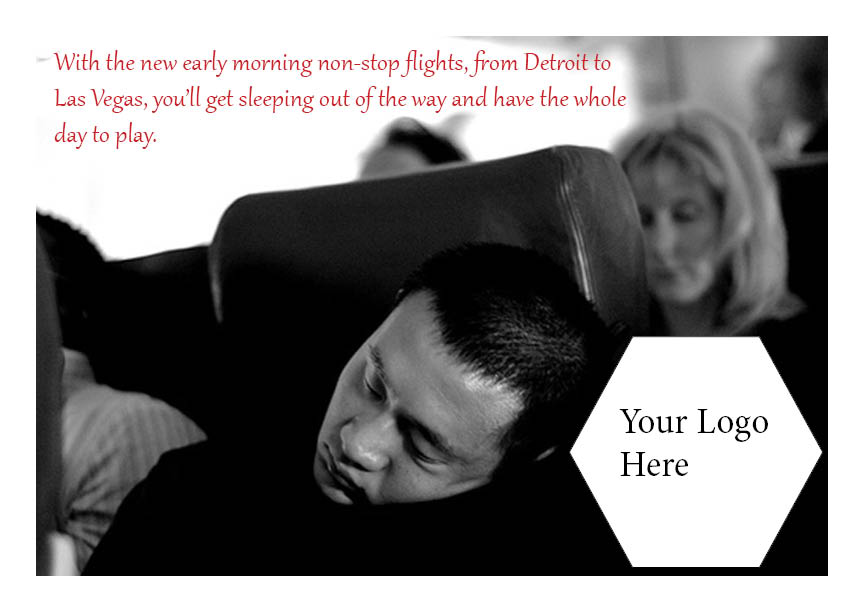 With the new early morning non-stop flights, from Detroit to
Las Vegas, you'll get sleeping out of the way and have the whole
day to play.
Your Logo
Here